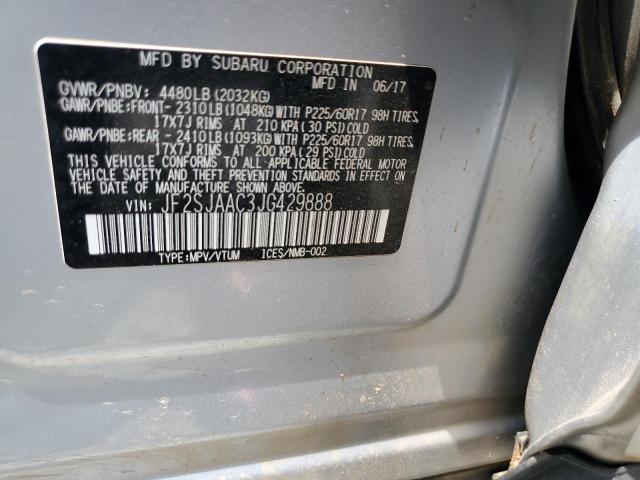 MFD BY SUBARU CORPORATION
GVWR/PNBV: 4480LB(2032KG) MFD IN 06/17
GAWR/PNBE:FRONT- 2310LB(1048KG)WITH P225/60R17 98H TIRES,
17X7J RIMS AT 210 KPA(30 PSI)COLD
GAWR/PNBE:REAR - 2410LB(1093KG)WITH P225/60R17 98H TIRES,
17X7J RIMS AT 200 KPA(29 PSI)COLD
THIS VEHICLE CONFORMS TO ALL APPLICABLE FEDERAL MOTOR
VEHICLE SAFETY, BUMPER, AND THEFT PREVENTION STANDARDS
IN EFFECT ON THE DATE OF MANUFACTURE SHOWN ABOVE.
VIN: JF2SJAAC3JG429888
TYPE:MPV/VTUM ICES/NMB-002